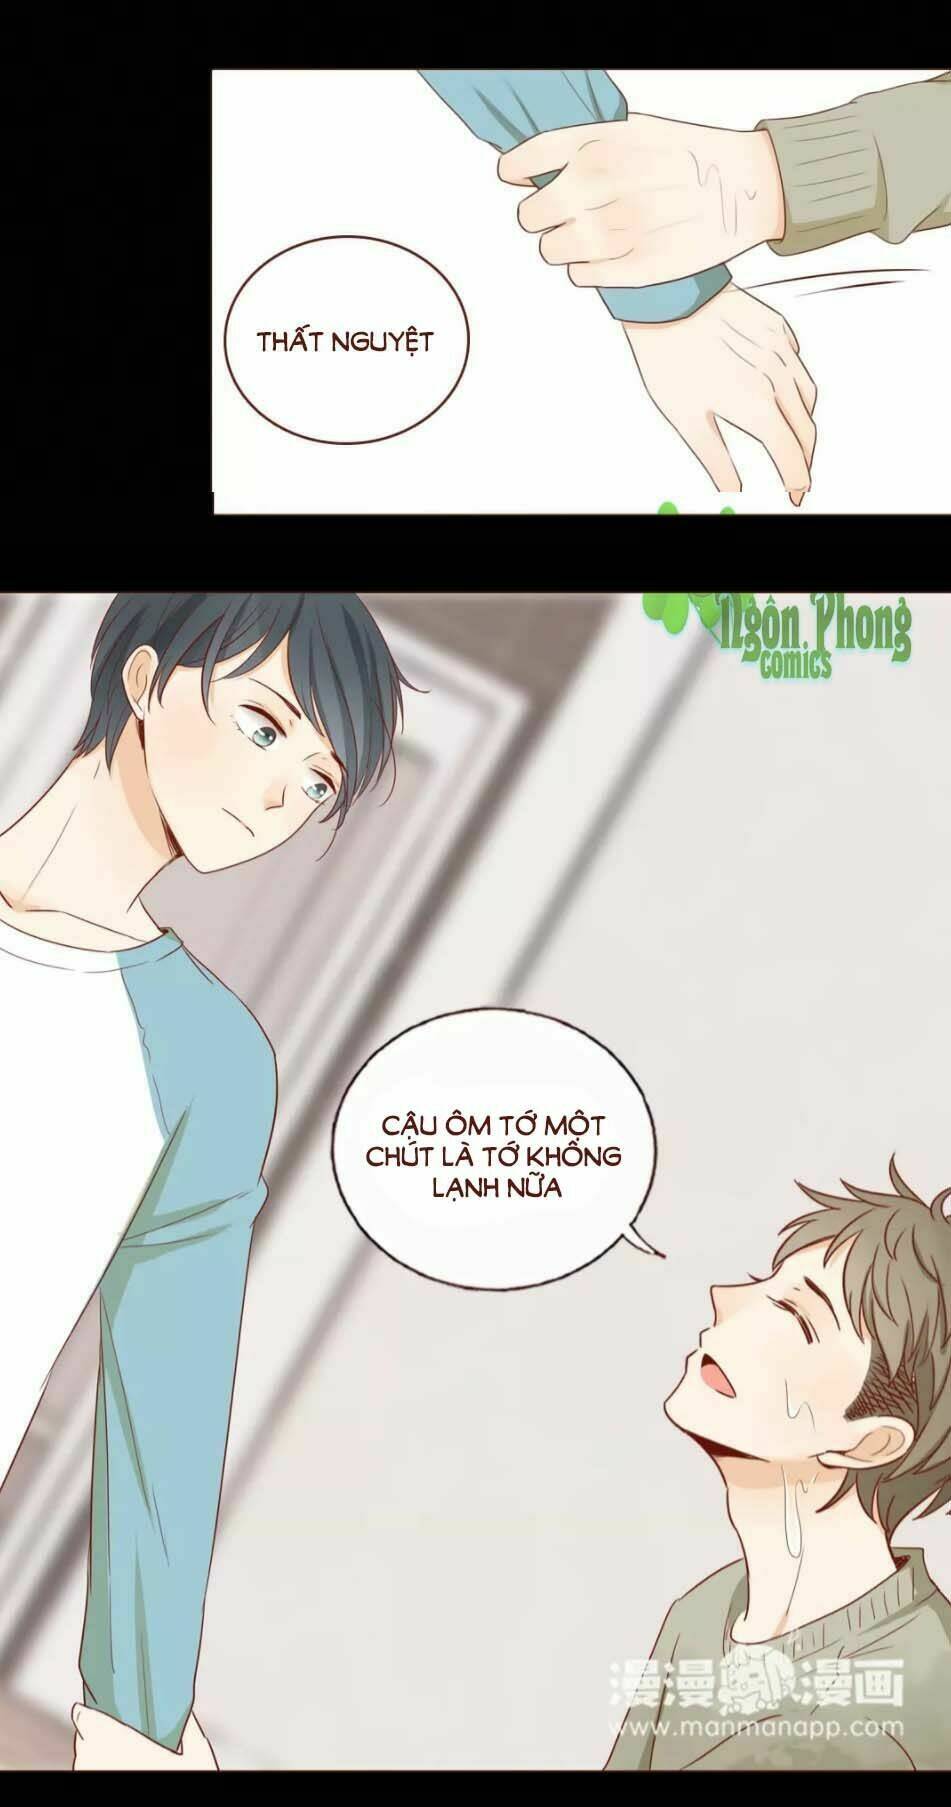 THẤT NGUYỆT
Ngôn Phong
comics
CẬU ÔM TỚ MỘT
CHÚT LÀ TỚ KHÔNG
LẠNH NỮA
漫漫漫画
www.manmanapp.com